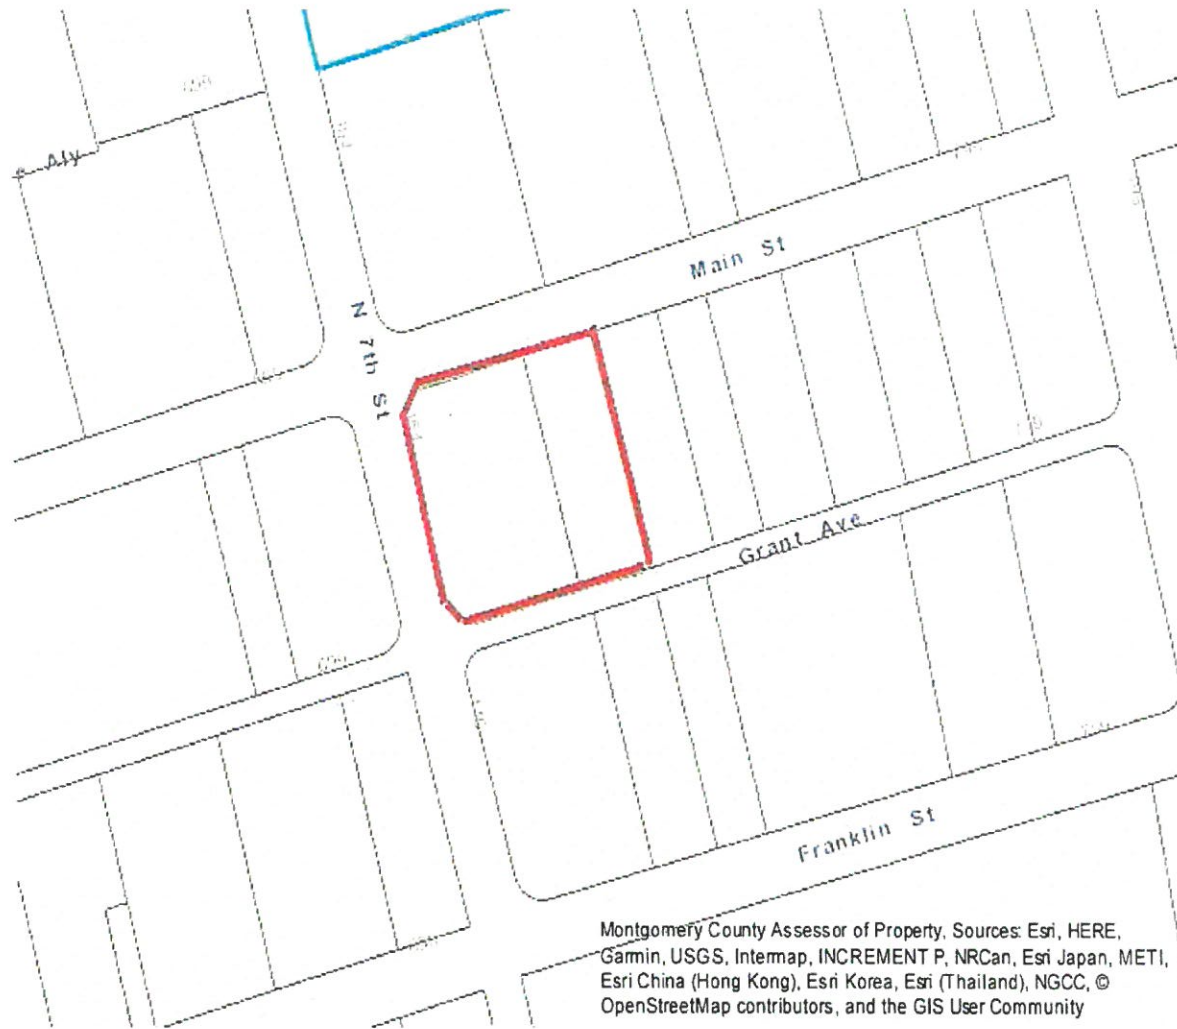 e Aly
Main St
N 7th St
Grant Ave
Franklin St
Montgomery County Assessor of Property, Sources: Esri, HERE,
Garmin, USGS, Intermap, INCREMENT P, NRCan, Esri Japan, METI,
Esri China (Hong Kong), Esri Korea, Esri (Thailand), NGCC, ©
OpenStreetMap contributors, and the GIS User Community